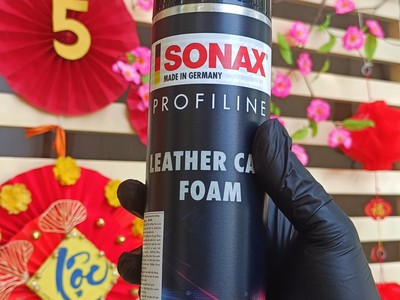 5
SONAX
MADE IN GERMANY
PROFILINE
LEATHER CA
FOAM
Lộc